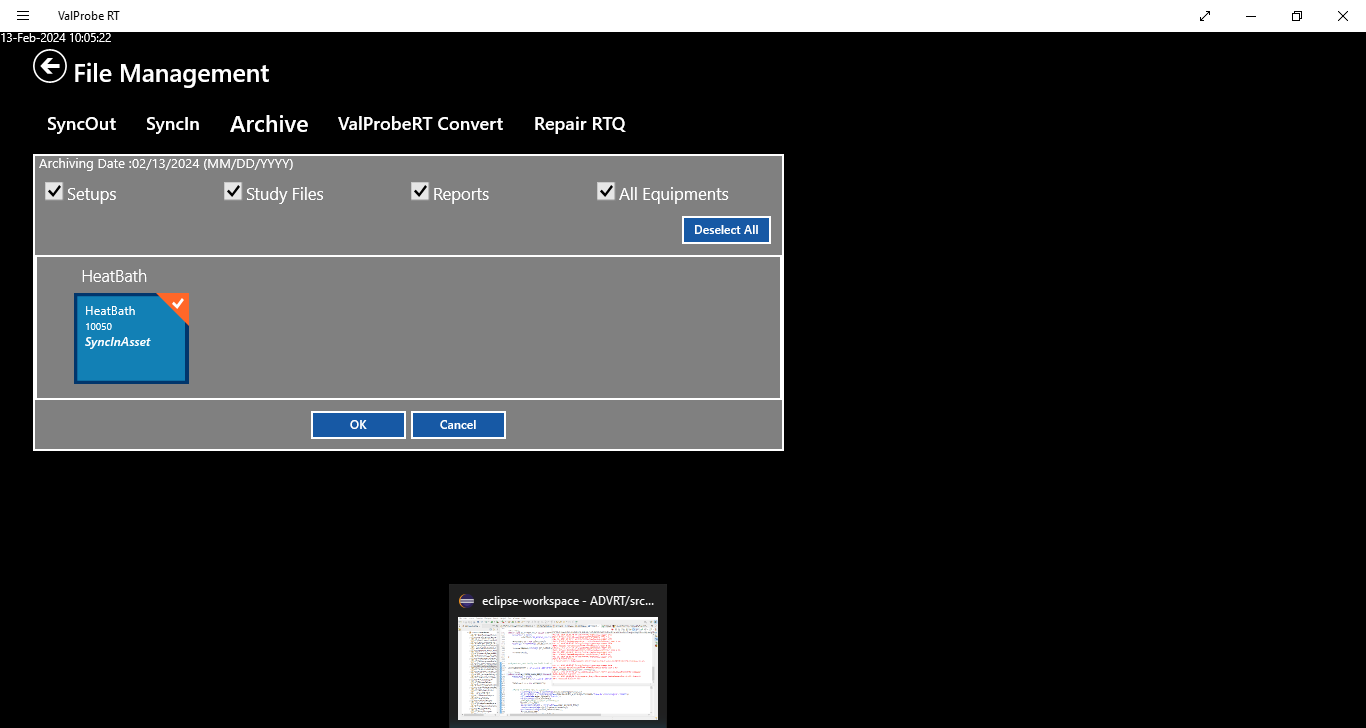 ValProbe RT
13-Feb-2024 10:05:22
File Management
SyncOut SyncIn Archive ValProbeRT Convert Repair RTQ
Archiving Date :02/13/2024 (MM/DD/YYYY)
Setups Study Files Reports All Equipments
Deselect All
HeatBath
HeatBath
10050
SyncInAsset
OK Cancel
eclipse-workspace - ADVRT/src...